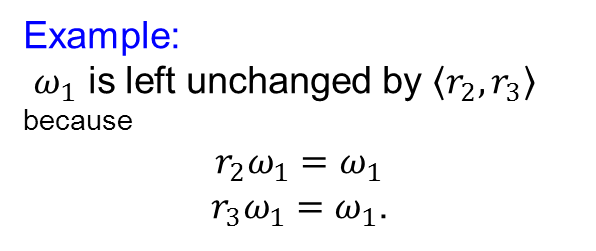 Example:
ω₁ is left unchanged by ⟨r₂, r₃⟩
because
r₂ω₁ = ω₁
r₃ω₁ = ω₁.